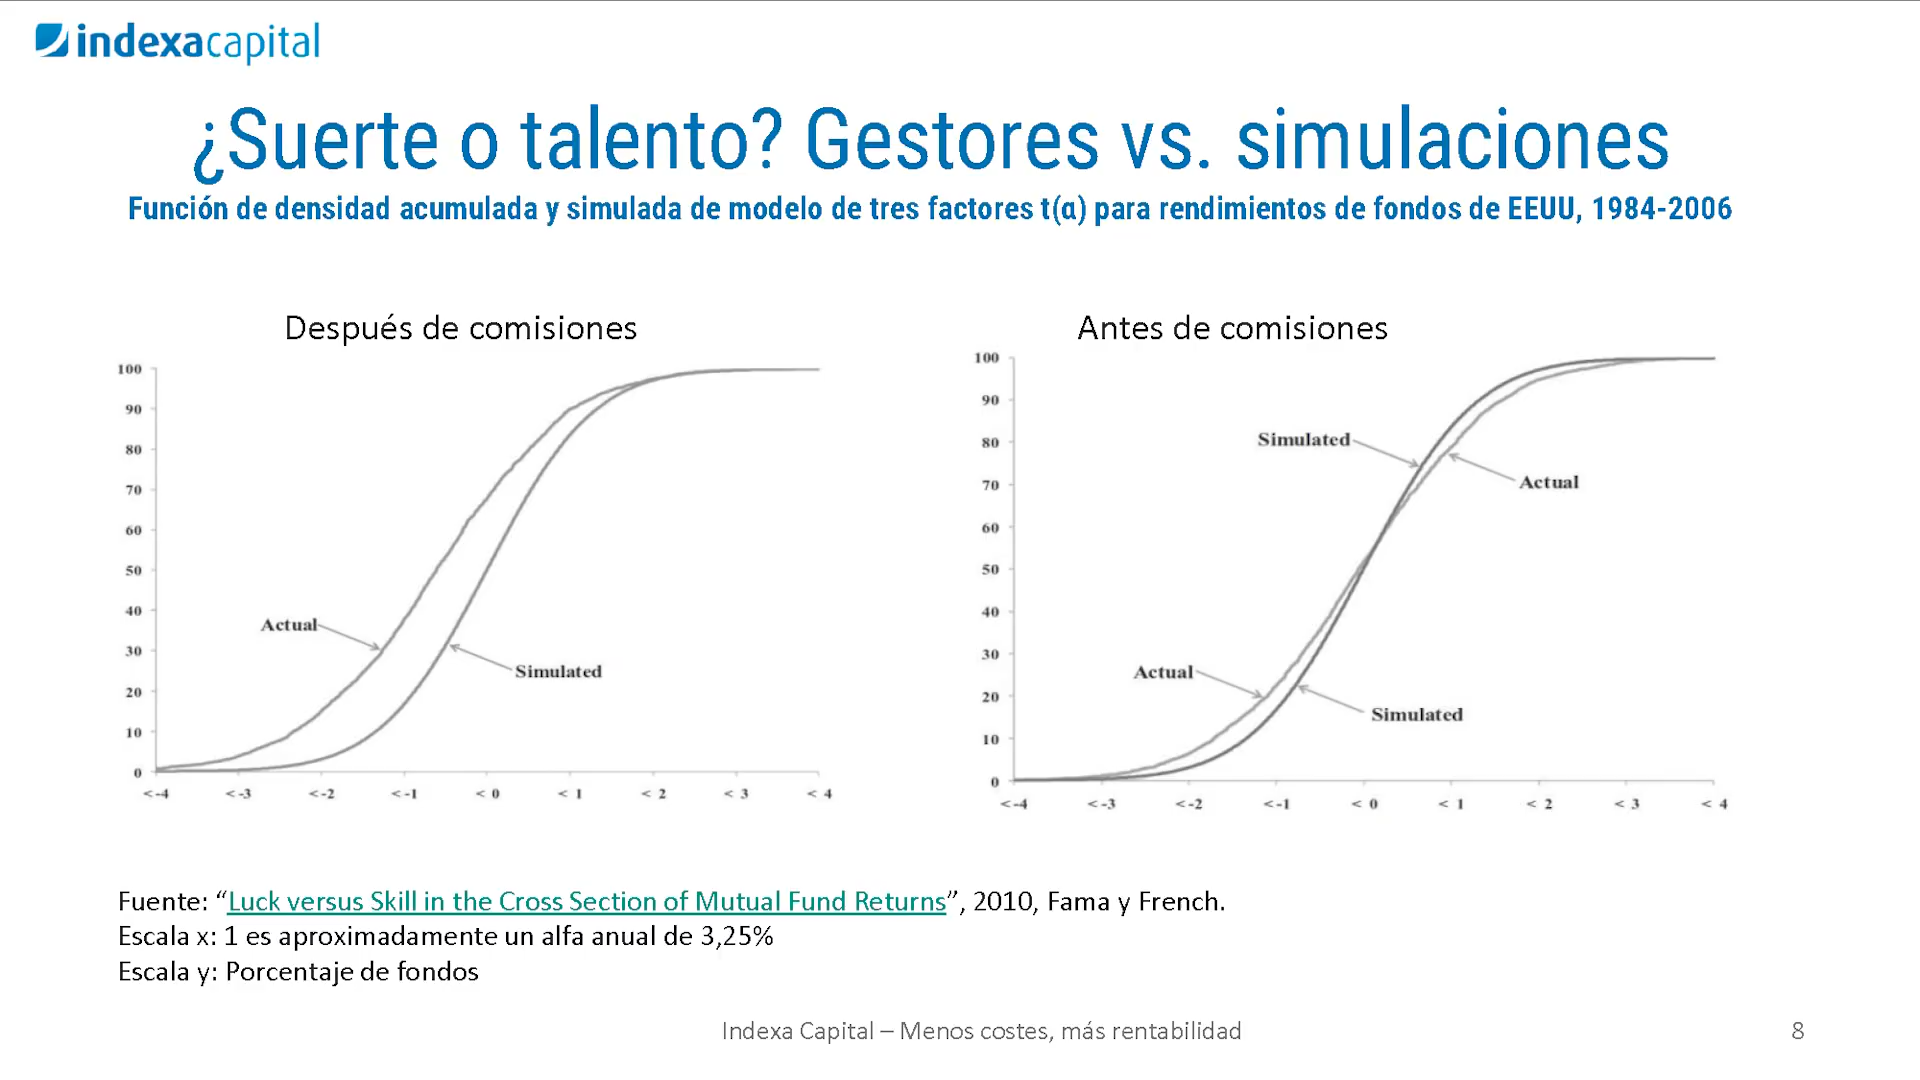 indexacapital
¿Suerte o talento? Gestores vs. simulaciones
Función de densidad acumulada y simulada de modelo de tres factores t(α) para rendimientos de fondos de EEUU, 1984-2006
Después de comisiones
100
90
80
70
60
50
40
30
20
10
0
Actual
Simulated
<-4
<-3
<-2
<-1
< 0
< 1
< 2
< 3
< 4
Antes de comisiones
100
90
80
70
60
50
40
30
20
10
0
Simulated
Actual
Actual
Simulated
<-4
<-3
<-2
<-1
< 0
< 1
< 2
< 3
< 4
Fuente: “Luck versus Skill in the Cross Section of Mutual Fund Returns”, 2010, Fama y French.
Escala x: 1 es aproximadamente un alfa anual de 3,25%
Escala y: Porcentaje de fondos
Indexa Capital – Menos costes, más rentabilidad
8